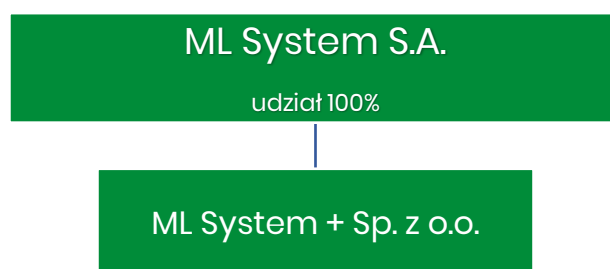 ML System S.A.
udział 100%
ML System + Sp. z o.o.